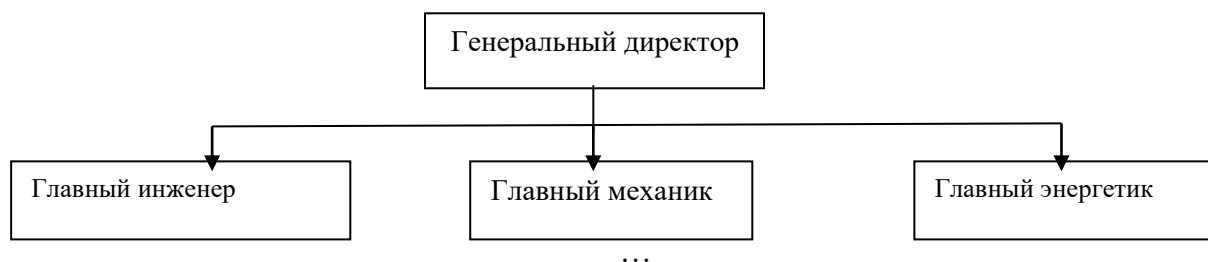 Генеральный директор
Главный инженер
Главный механик
Главный энергетик
…